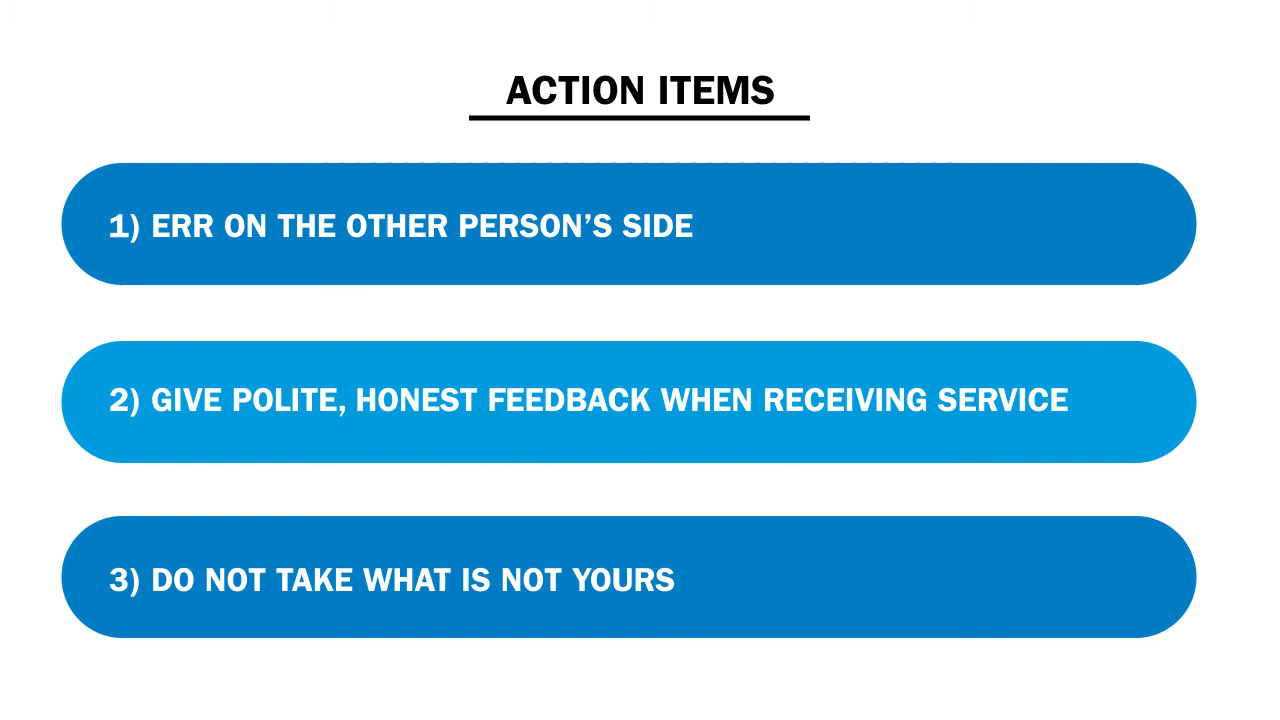 ACTION ITEMS
1) ERR ON THE OTHER PERSON’S SIDE
2) GIVE POLITE, HONEST FEEDBACK WHEN RECEIVING SERVICE
3) DO NOT TAKE WHAT IS NOT YOURS